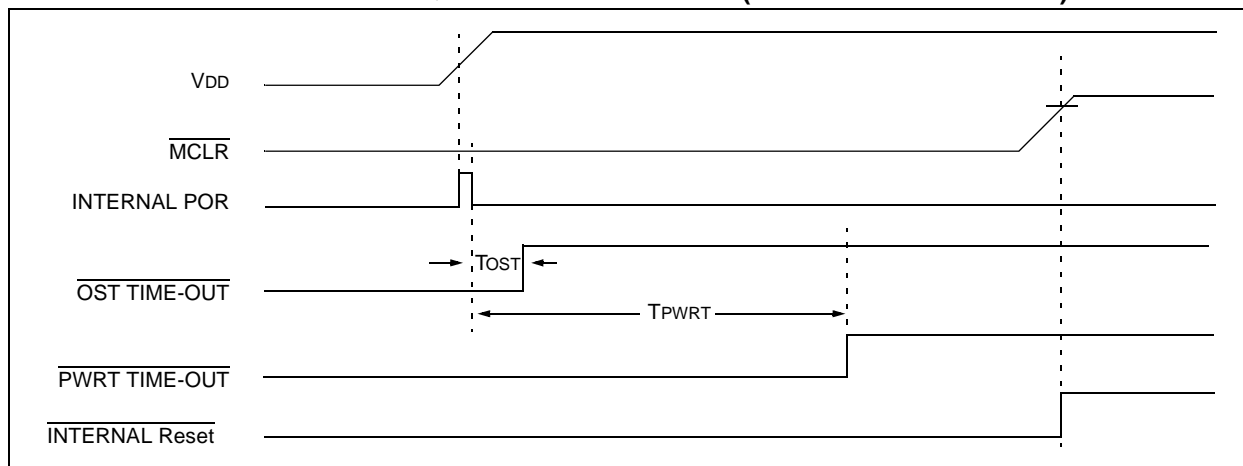 VDD
MCLR
INTERNAL POR
TOST
OST TIME-OUT
TPWRT
PWRT TIME-OUT
INTERNAL Reset